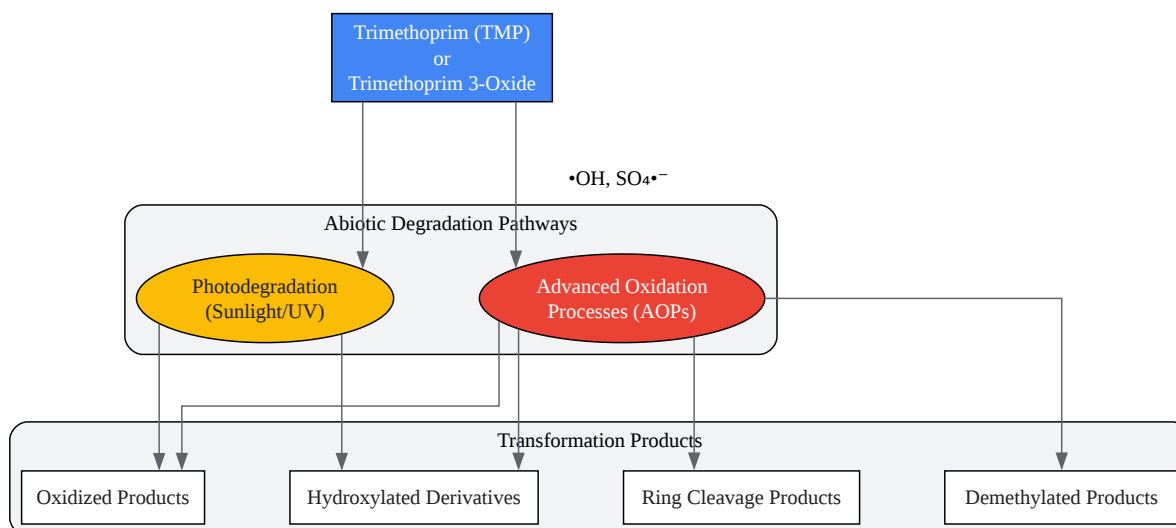 Trimethoprim (TMP)
or
Trimethoprim 3-Oxide
•OH, SO₄•⁻
Abiotic Degradation Pathways
Photodegradation
(Sunlight/UV)
Advanced Oxidation
Processes (AOPs)
Transformation Products
Oxidized Products
Hydroxylated Derivatives
Ring Cleavage Products
Demethylated Products